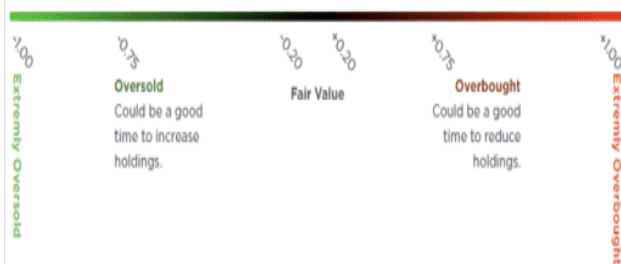 -1.00
-0.75
-0.20
+0.20
+0.75
+1.00
Extremly Oversold
Oversold
Could be a good
time to increase
holdings.
Fair Value
Overbought
Could be a good
time to reduce
holdings.
Extremly Overbought